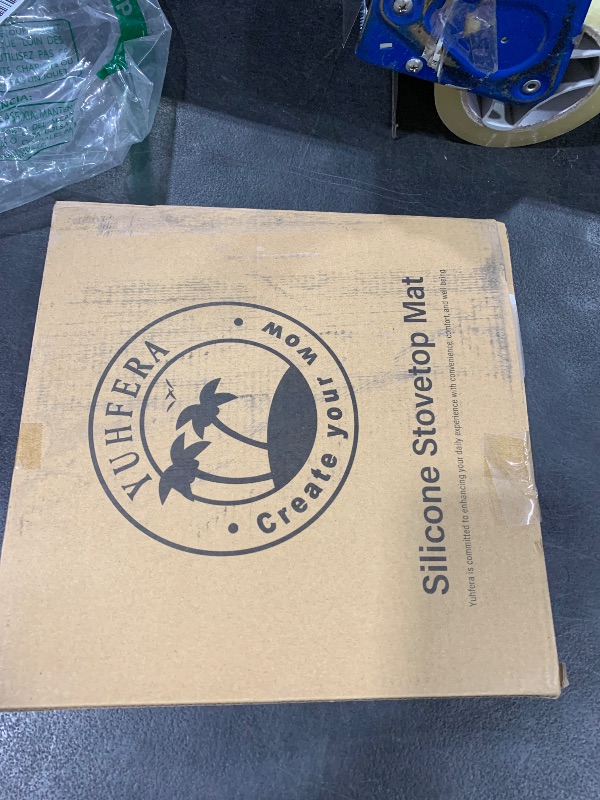 YUHFERA
• Create your wow •
Silicone Stovetop Mat
Yuhfera is committed to enhancing your daily experience with convenience, comfort, and well being